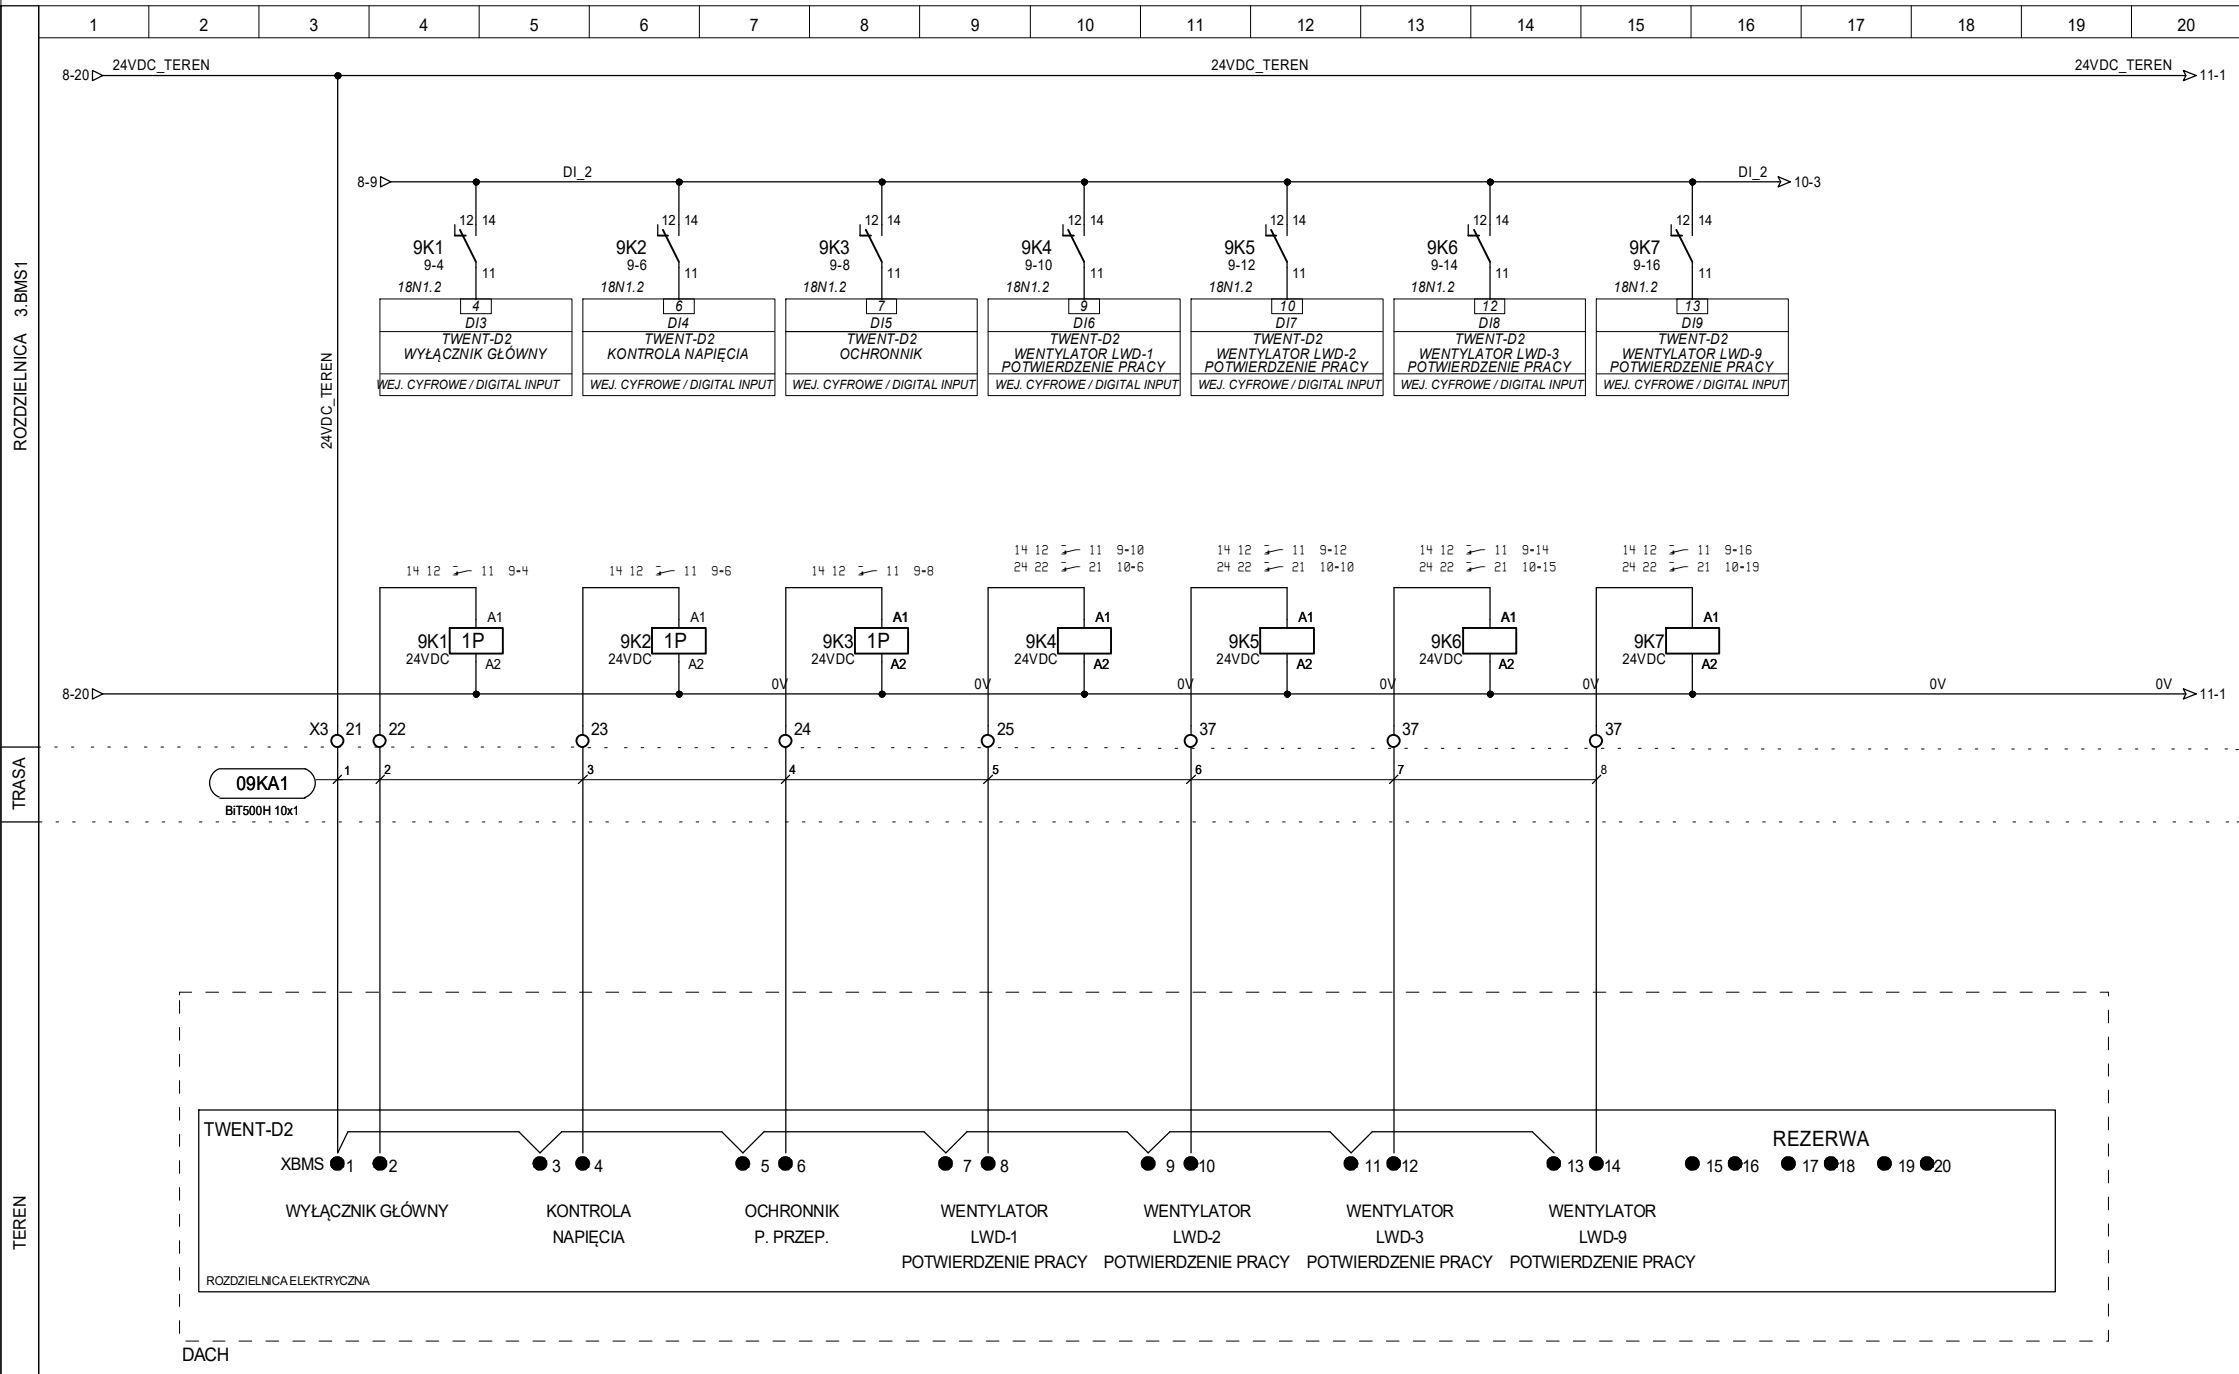 1 2 3 4 5 6 7 8 9 10 11 12 13 14 15 16 17 18 19 20
8-20 24VDC_TEREN 24VDC_TEREN 24VDC_TEREN 11-1
8-9 DI_2 DI_2 10-3
12 14 12 14 12 14 12 14 12 14 12 14 12 14
9K1 9K2 9K3 9K4 9K5 9K6 9K7
9-4 9-6 9-8 9-10 9-12 9-14 9-16
11 11 11 11 11 11 11
18N1.2 18N1.2 18N1.2 18N1.2 18N1.2 18N1.2 18N1.2
4 6 7 9 10 12 13
DI3 DI4 DI5 DI6 DI7 DI8 DI9
TWENT-D2 TWENT-D2 TWENT-D2 TWENT-D2 TWENT-D2 TWENT-D2 TWENT-D2
WYŁĄCZNIK GŁÓWNY KONTROLA NAPIĘCIA OCHRONNIK WENTYLATOR LWD-1 WENTYLATOR LWD-2 WENTYLATOR LWD-3 WENTYLATOR LWD-9
POTWIERDZENIE PRACY POTWIERDZENIE PRACY POTWIERDZENIE PRACY POTWIERDZENIE PRACY
WEJ. CYFROWE / DIGITAL INPUT WEJ. CYFROWE / DIGITAL INPUT WEJ. CYFROWE / DIGITAL INPUT WEJ. CYFROWE / DIGITAL INPUT WEJ. CYFROWE / DIGITAL INPUT WEJ. CYFROWE / DIGITAL INPUT WEJ. CYFROWE / DIGITAL INPUT
ROZDZIELNICA 3.BMS1
24VDC_TEREN
14 12 11 9-10 14 12 11 9-12 14 12 11 9-14 14 12 11 9-16
14 12 11 9-4 14 12 11 9-6 14 12 11 9-8 24 22 21 10-6 24 22 21 10-10 24 22 21 10-15 24 22 21 10-19
A1 A1 A1 A1 A1 A1 A1
9K1 1P 9K2 1P 9K3 1P 9K4 9K5 9K6 9K7
24VDC A2 24VDC A2 24VDC A2 24VDC A2 24VDC A2 24VDC A2 24VDC A2
8-20 0V 0V 0V 0V 0V 0V 0V 11-1
X3 21 22 23 24 25 37 37 37
TRASA
1 2 3 4 5 6 7 8
09KA1
BiT500H 10x1
TEREN
TWENT-D2
REZERWA
XBMS 1 2 3 4 5 6 7 8 9 10 11 12 13 14 15 16 17 18 19 20
WYŁĄCZNIK GŁÓWNY KONTROLA OCHRONNIK WENTYLATOR WENTYLATOR WENTYLATOR WENTYLATOR
NAPIĘCIA P. PRZEP. LWD-1 LWD-2 LWD-3 LWD-9
POTWIERDZENIE PRACY POTWIERDZENIE PRACY POTWIERDZENIE PRACY POTWIERDZENIE PRACY
ROZDZIELNICA ELEKTRYCZNA
DACH